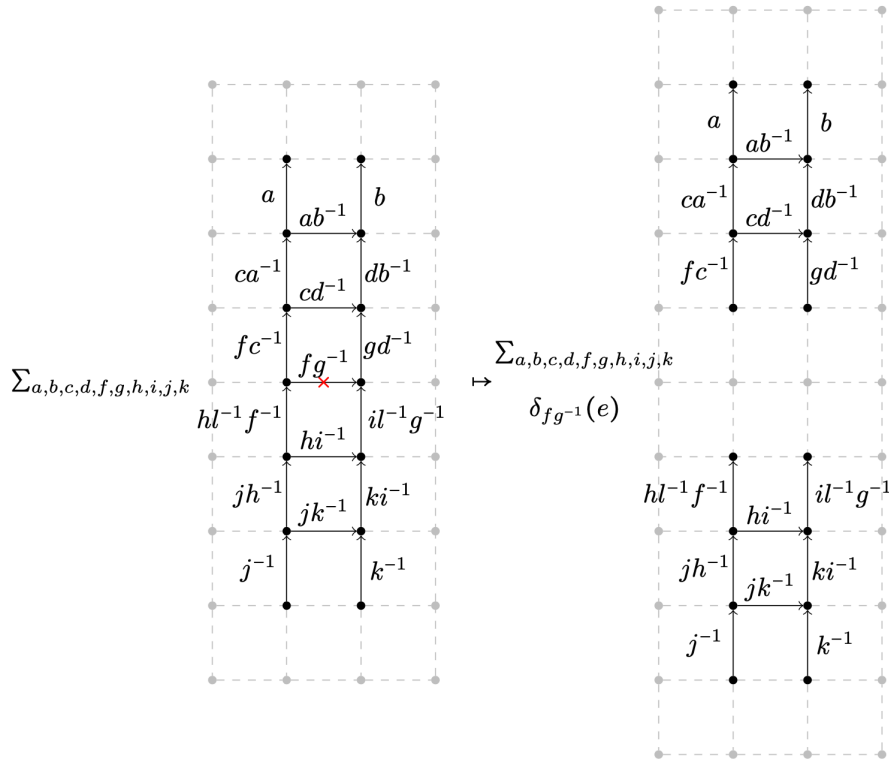 a b
ab⁻¹
ca⁻¹ db⁻¹
cd⁻¹
fc⁻¹ gd⁻¹
fg⁻¹
∑a,b,c,d,f,g,h,i,j,k
hl⁻¹f⁻¹ il⁻¹g⁻¹
hi⁻¹
jh⁻¹ ki⁻¹
jk⁻¹
j⁻¹ k⁻¹
↦
∑a,b,c,d,f,g,h,i,j,k
δfg⁻¹(e)
a b
ab⁻¹
ca⁻¹ db⁻¹
cd⁻¹
fc⁻¹ gd⁻¹
hl⁻¹f⁻¹ il⁻¹g⁻¹
hi⁻¹
jh⁻¹ ki⁻¹
jk⁻¹
j⁻¹ k⁻¹